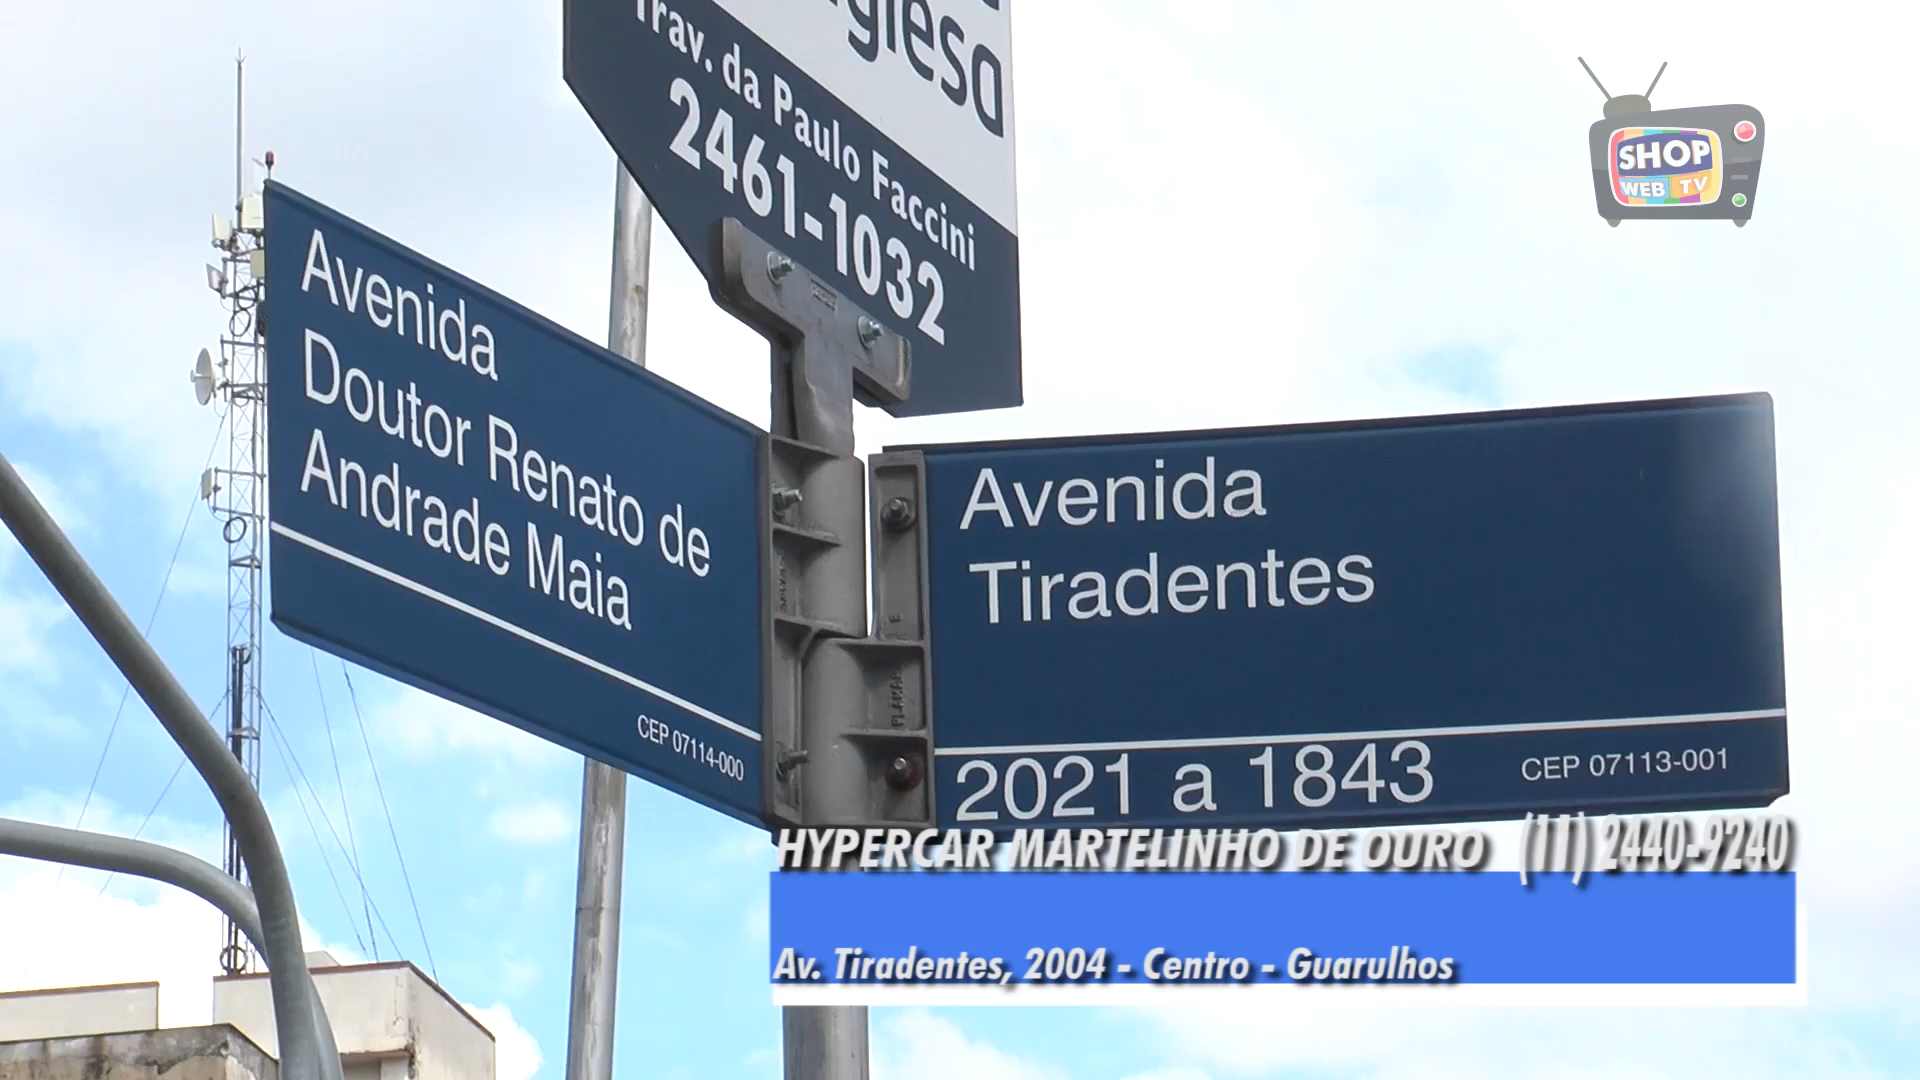 Trav. da Paulo Faccini
2461-1032
SHOP
WEB TV
Avenida
Doutor Renato de
Andrade Maia
CEP 07114-000
Avenida
Tiradentes
2021 a 1843
CEP 07113-001
HYPERCAR MARTELINHO DE OURO (11) 2440-9240
Av. Tiradentes, 2004 - Centro - Guarulhos